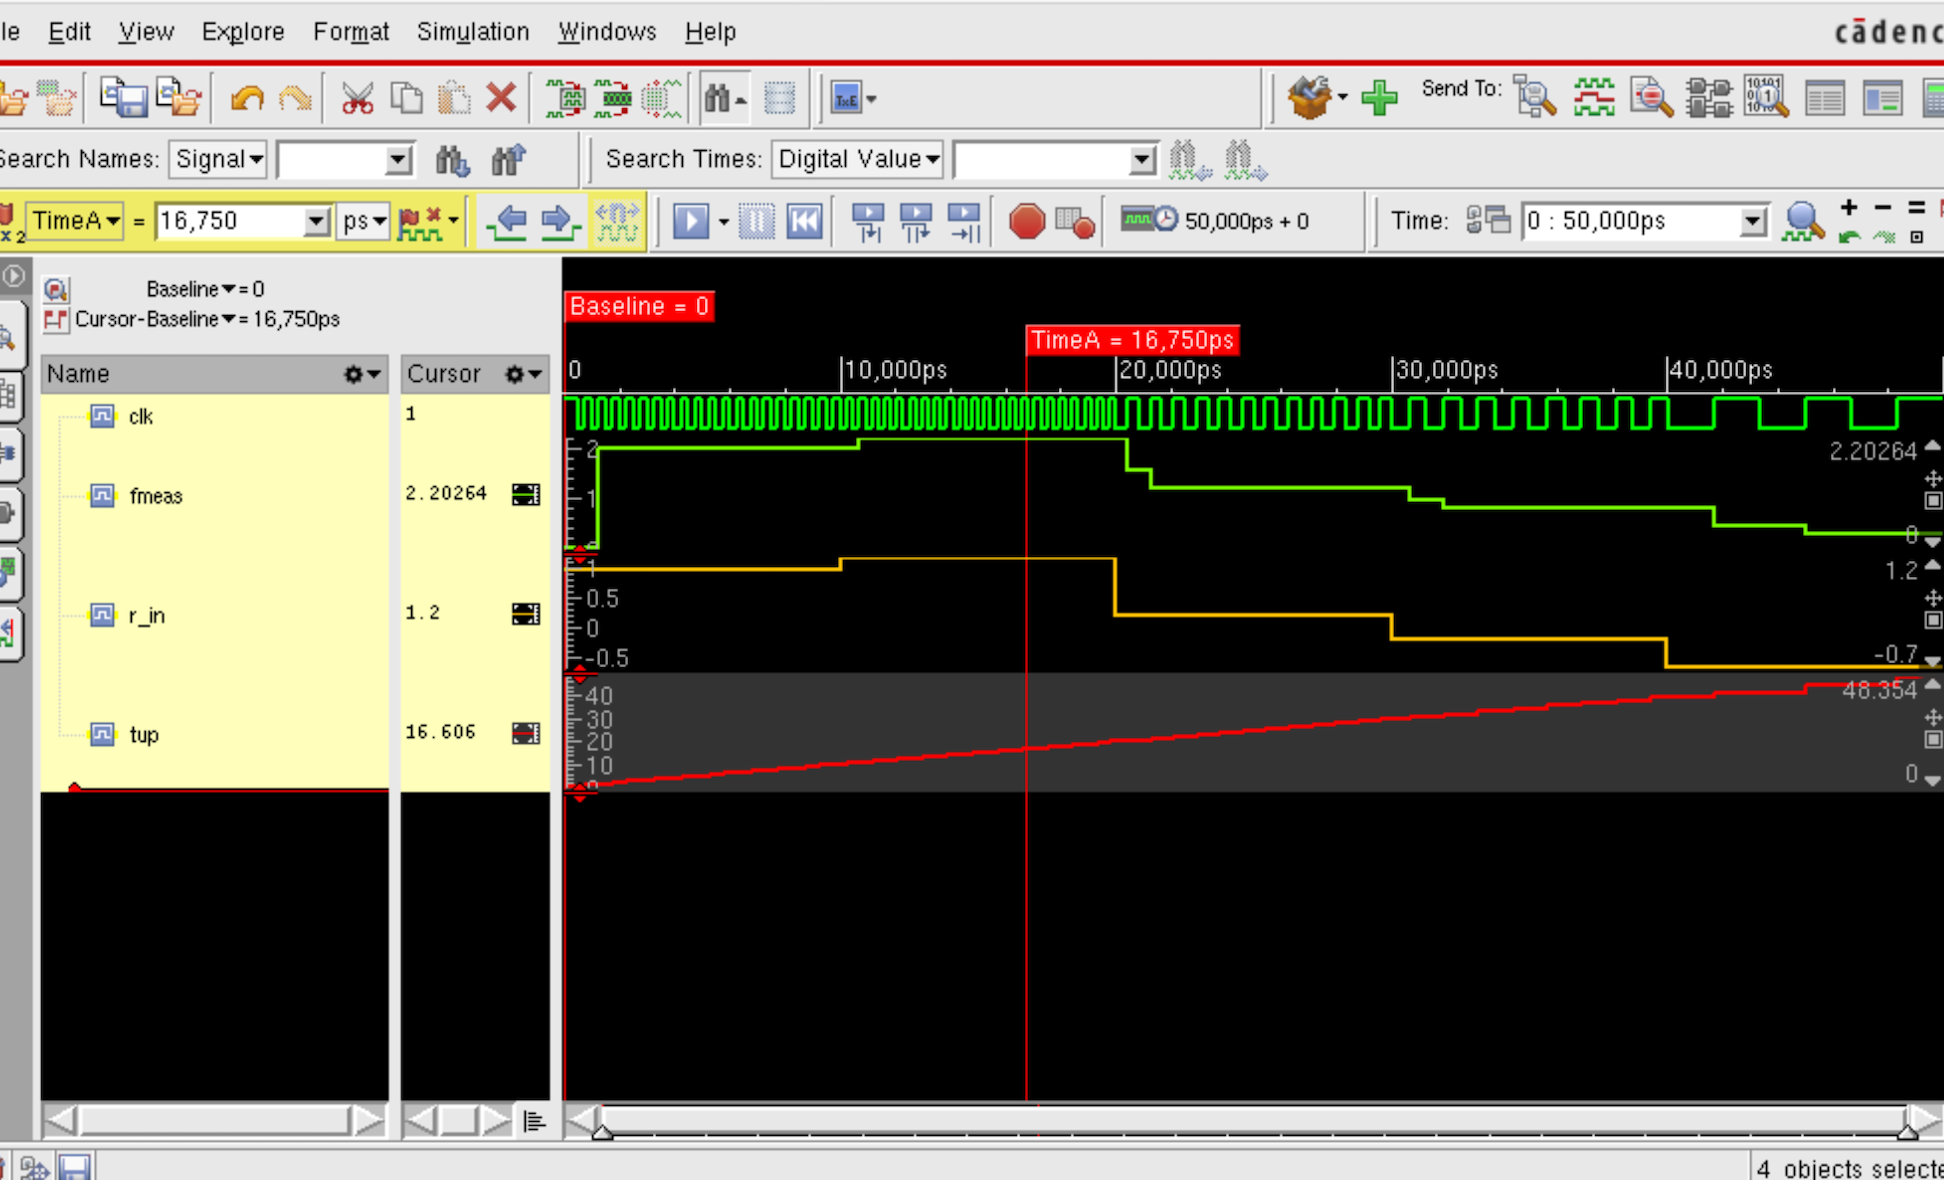 le Edit View Explore Format Simulation Windows Help cādenc
Send To:
Search Names: Signal Search Times: Digital Value
x2 TimeA = 16,750 ps 50,000ps + 0 Time: 0 : 50,000ps
Baseline = 0
Cursor-Baseline = 16,750ps
Baseline = 0
TimeA = 16,750ps
Name Cursor 0 10,000ps 20,000ps 30,000ps 40,000ps
clk 1
fmeas 2.20264 2 1 2.20264 0
r_in 1.2 1 0.5 0 -0.5 1.2 -0.7
tup 16.606 40 30 20 10 0 48.354 0
4 objects selecte